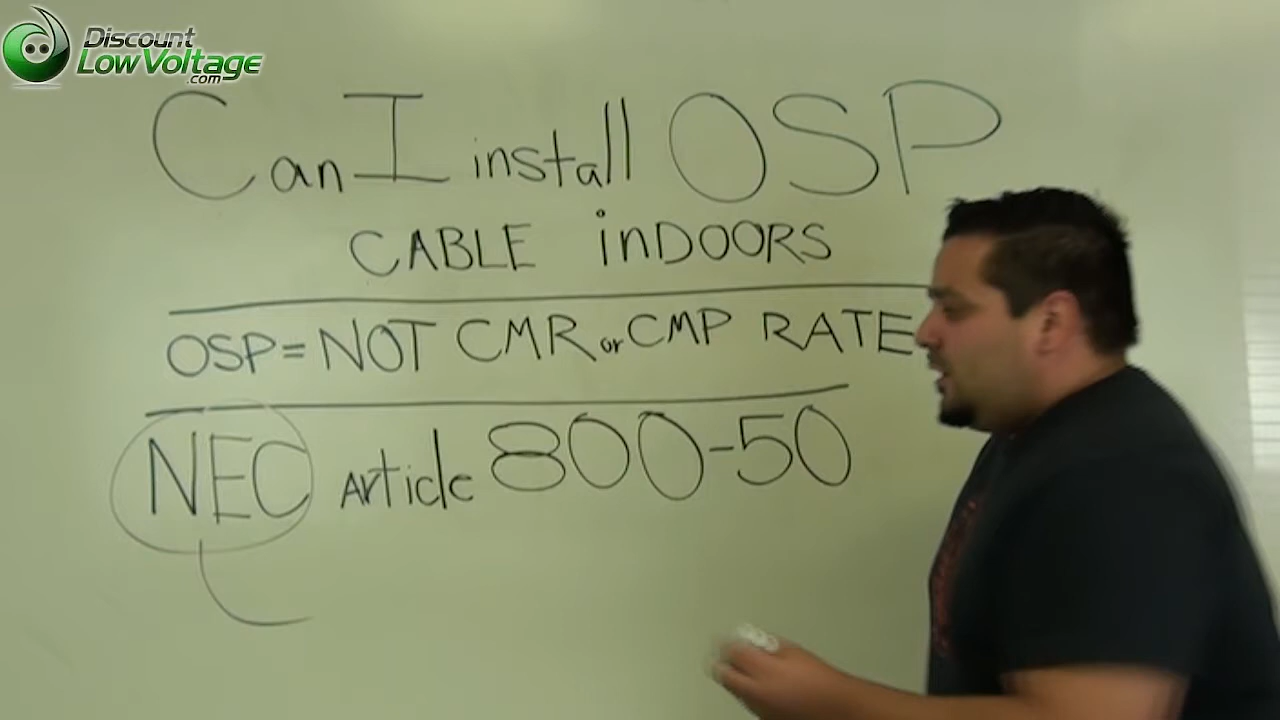 Discount
LowVoltage
.com
Can I install OSP
CABLE inDOORS
OSP = NOT CMR or CMP RATE
NEC Article 800-50